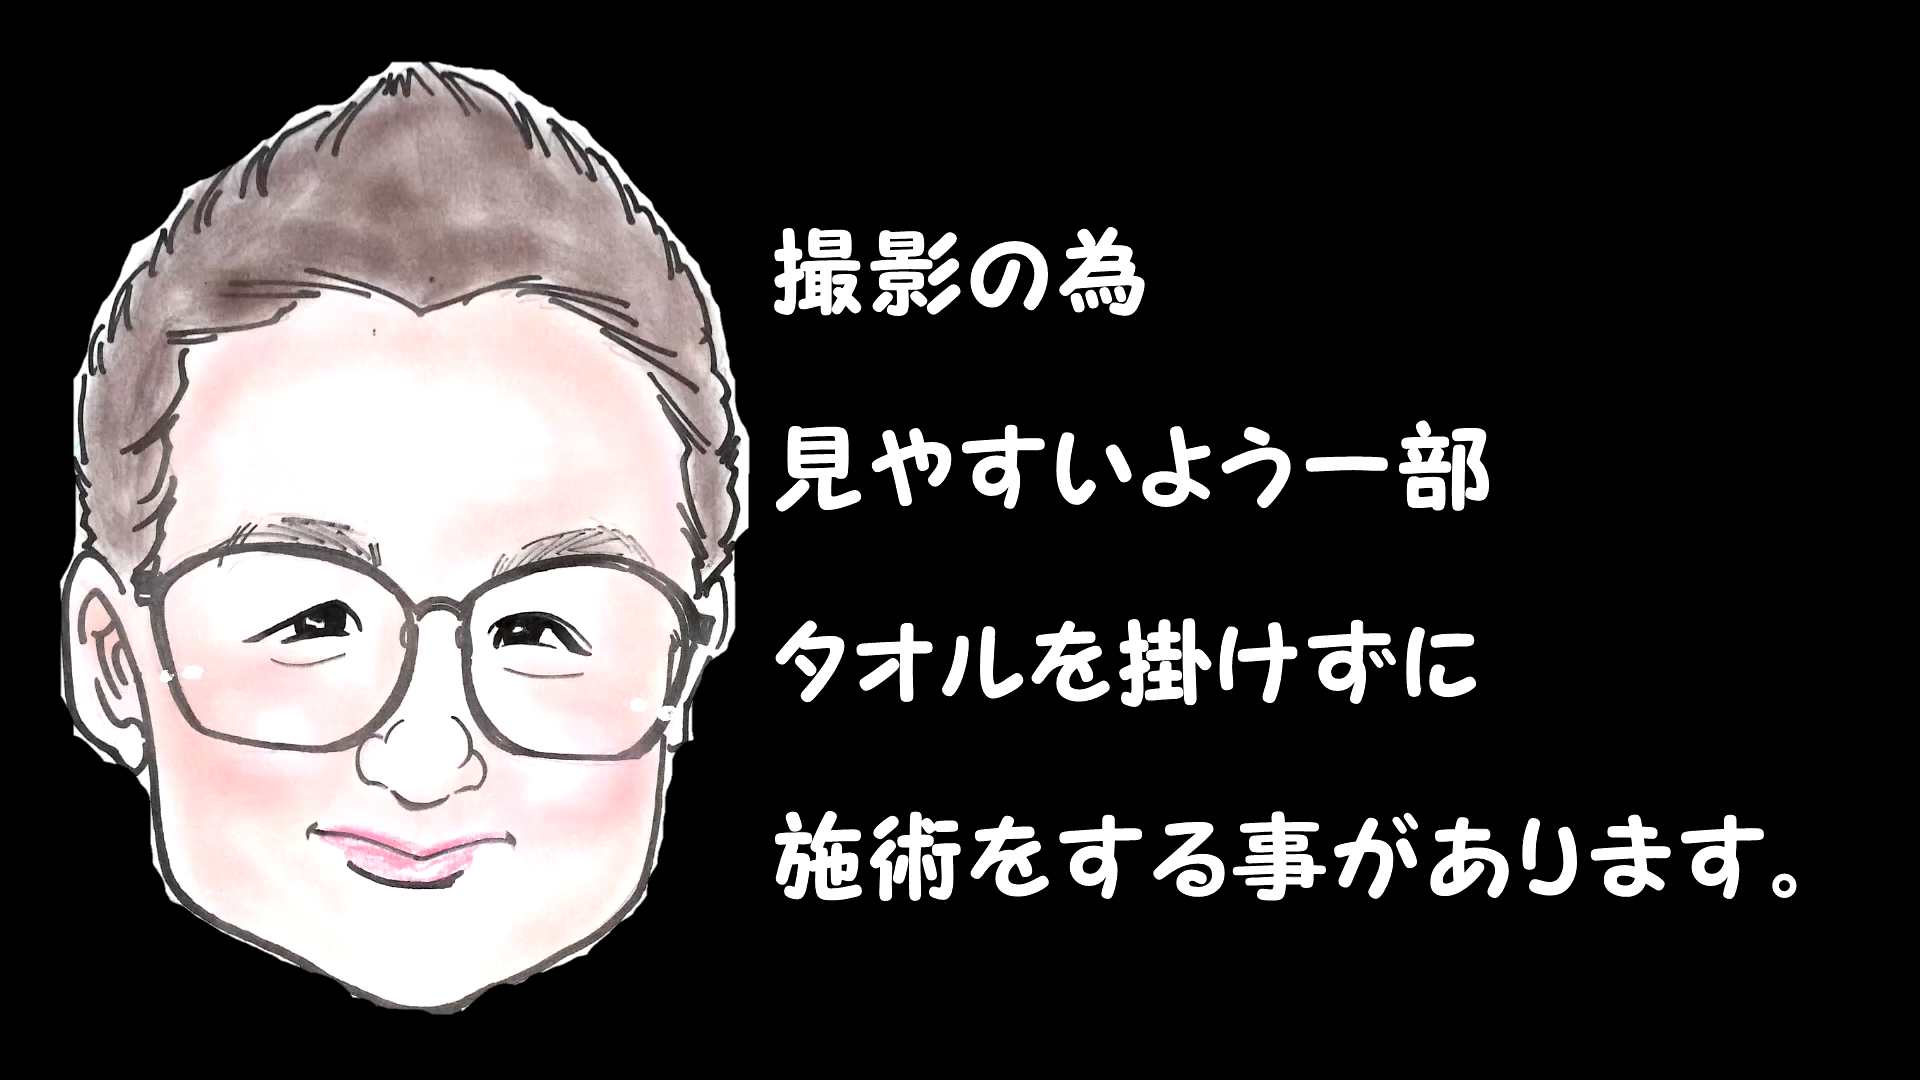 撮影の為
見やすいよう一部
タオルを掛けずに
施術をする事があります。